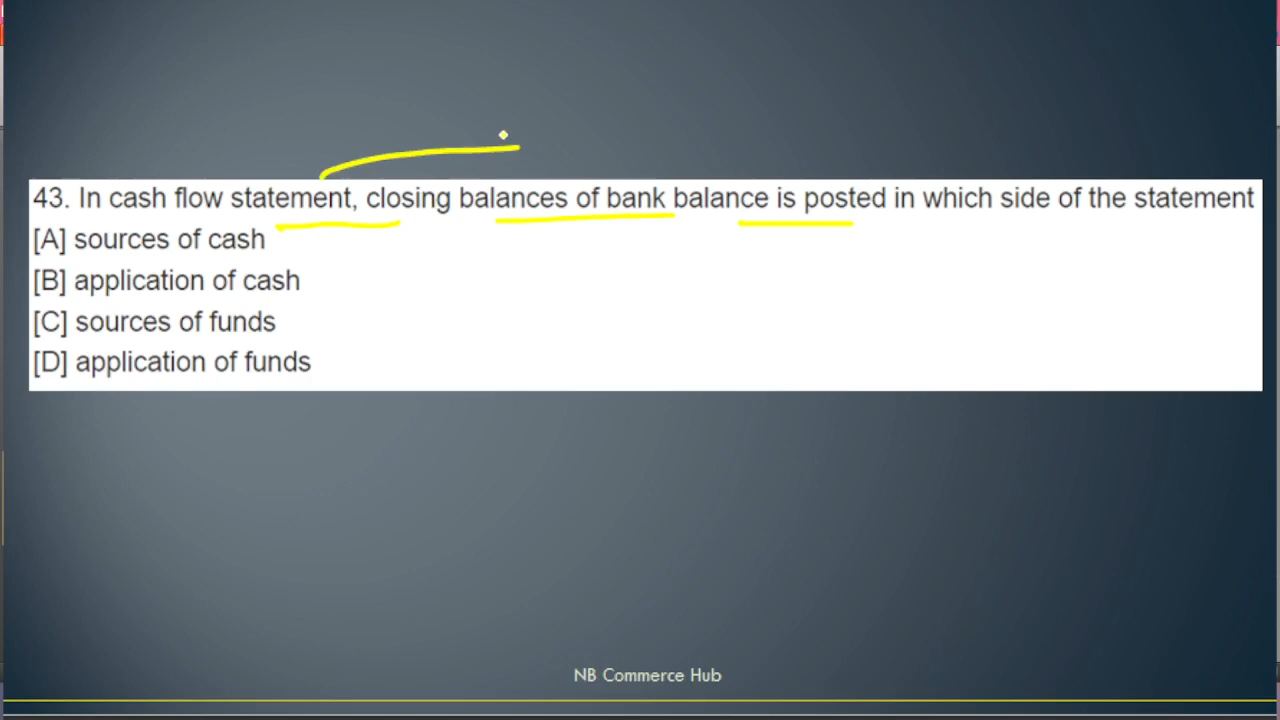 43. In cash flow statement, closing balances of bank balance is posted in which side of the statement
[A] sources of cash
[B] application of cash
[C] sources of funds
[D] application of funds
NB Commerce Hub